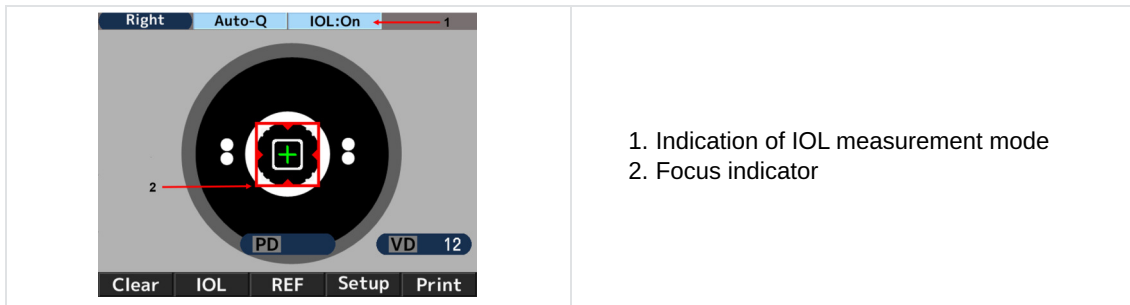 Right Auto-Q IOL:On 1
2
PD VD 12
Clear IOL REF Setup Print
1. Indication of IOL measurement mode
2. Focus indicator